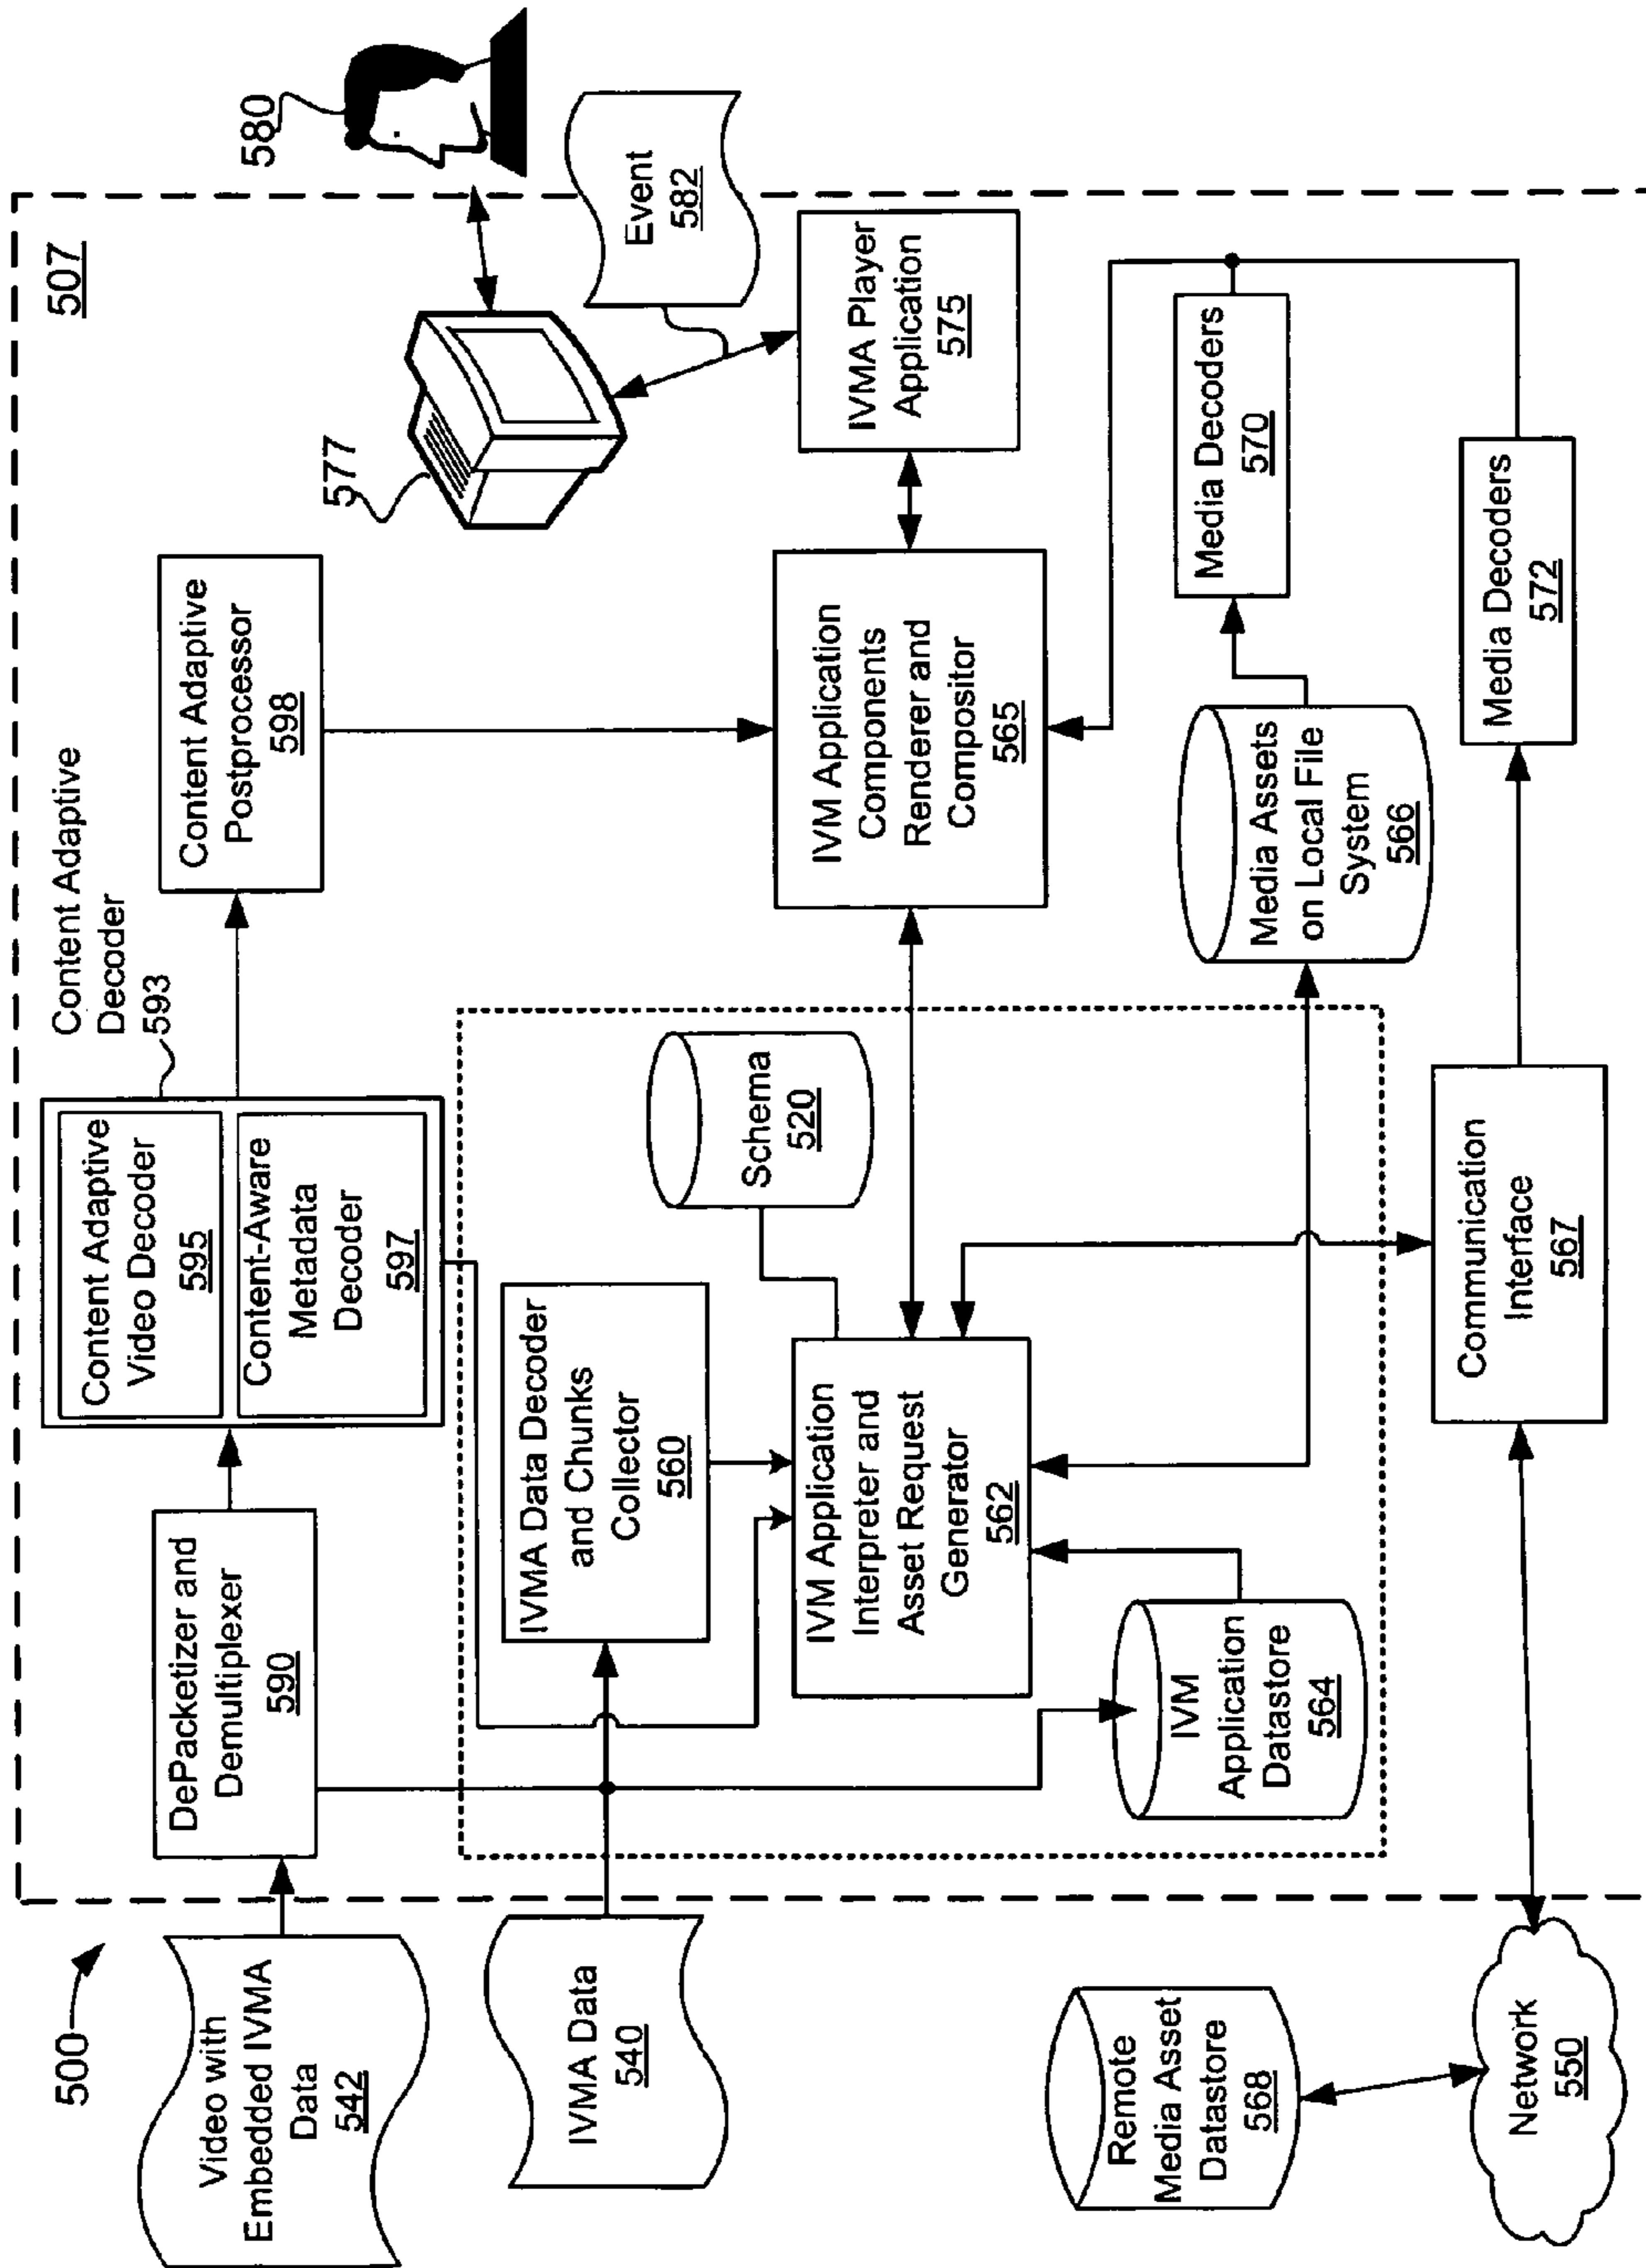 500
507
Video with
Embedded IVMA
Data
542
DePacketizer and
Demultiplexer
590
Content Adaptive
Video Decoder
595
Content-Aware
Metadata
Decoder
597
Content Adaptive
Decoder
593
Content Adaptive
Postprocessor
598
577
580
Event
582
IVMA Data
540
IVMA Data Decoder
and Chunks
Collector
560
Schema
520
IVM Application
Interpreter and
Asset Request
Generator
562
IVM Application
Components
Renderer and
Compositor
565
IVMA Player
Application
575
IVM
Application
Datastore
564
Media Assets
on Local File
System
566
Media Decoders
570
Remote
Media Asset
Datastore
568
Network
550
Communication
Interface
567
Media Decoders
572